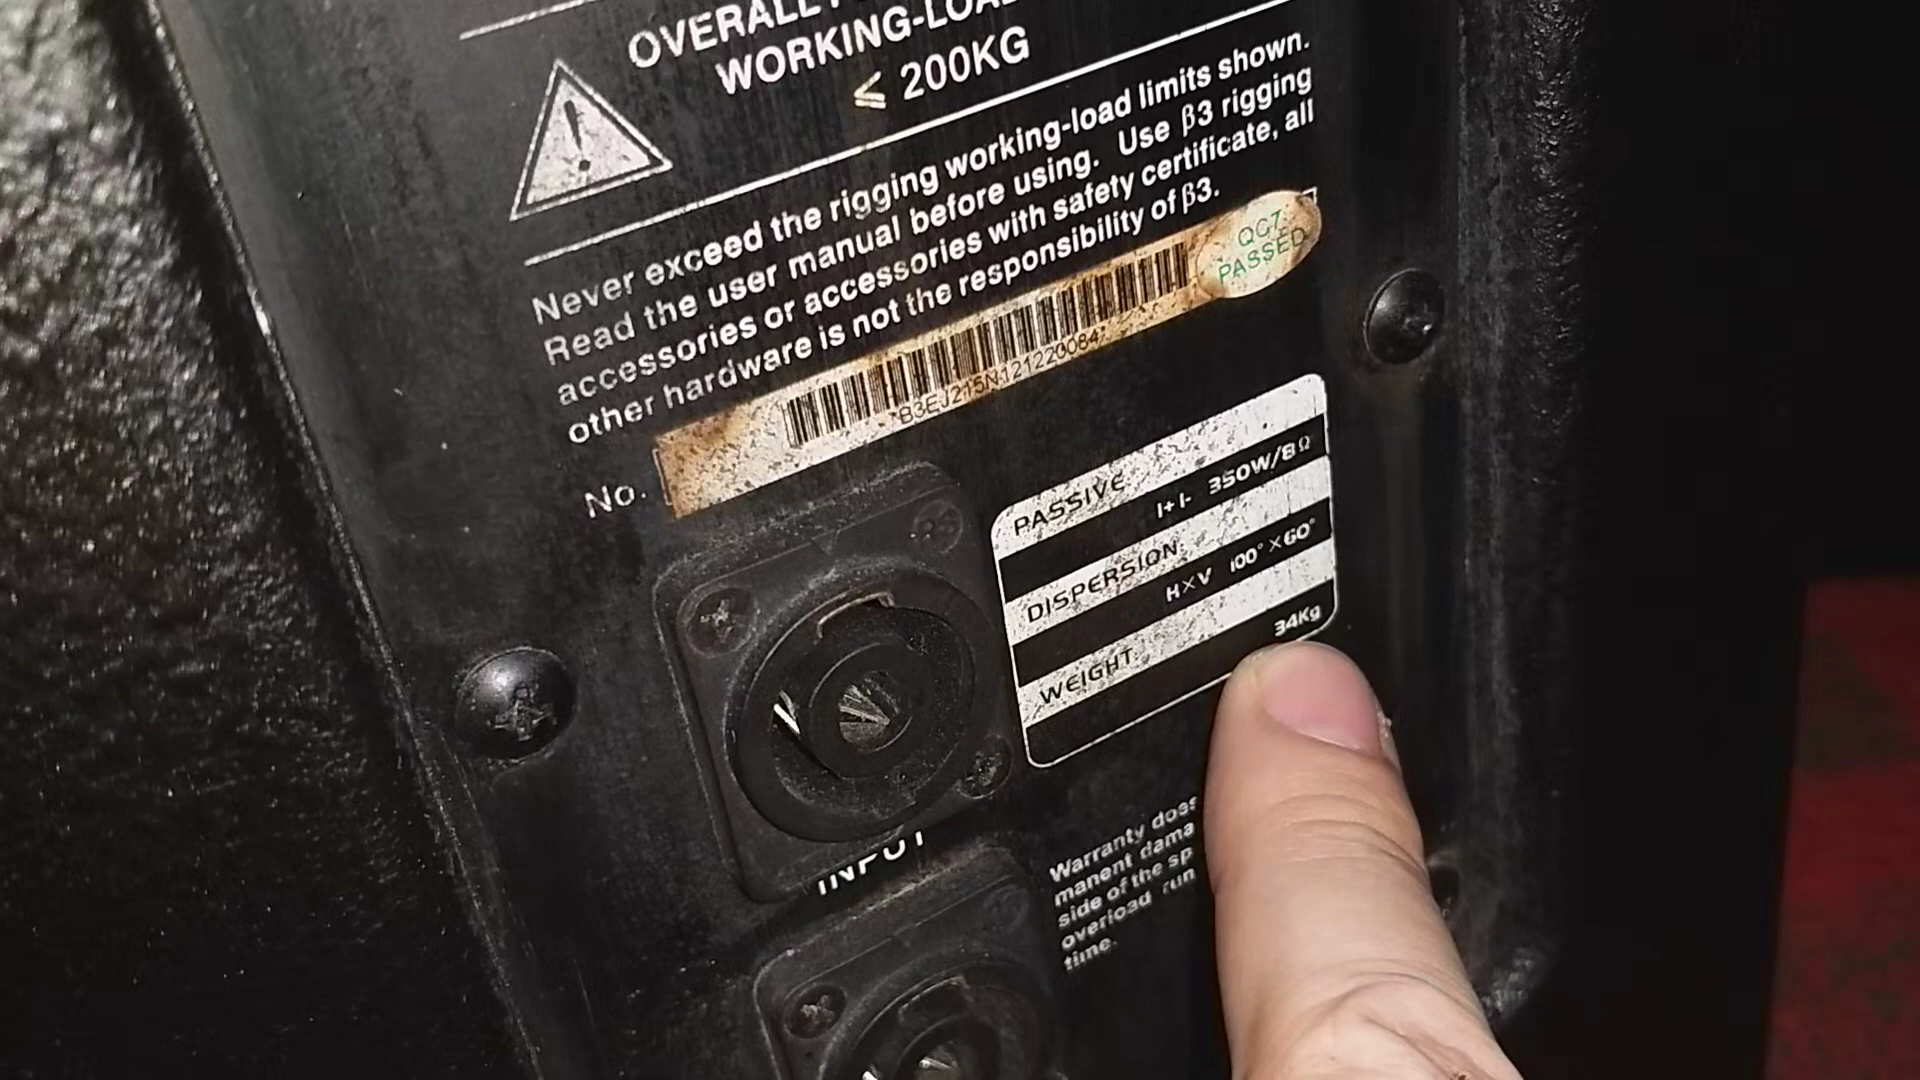 OVERALL
WORKING-LOA
≤ 200KG
Never exceed the rigging working-load limits shown.
Read the user manual before using. Use β3 rigging
accessories or accessories with safety certificate, all
other hardware is not the responsibility of β3.
QC7
PASSED
*B3EJ215N121220084*
No.
PASSIVE
1+1- 350W/8Ω
DISPERSION:
H×V 100°×60°
WEIGHT:
34Kg
INPUT
Warranty does
manent dama
side of the sp
overload run
time.